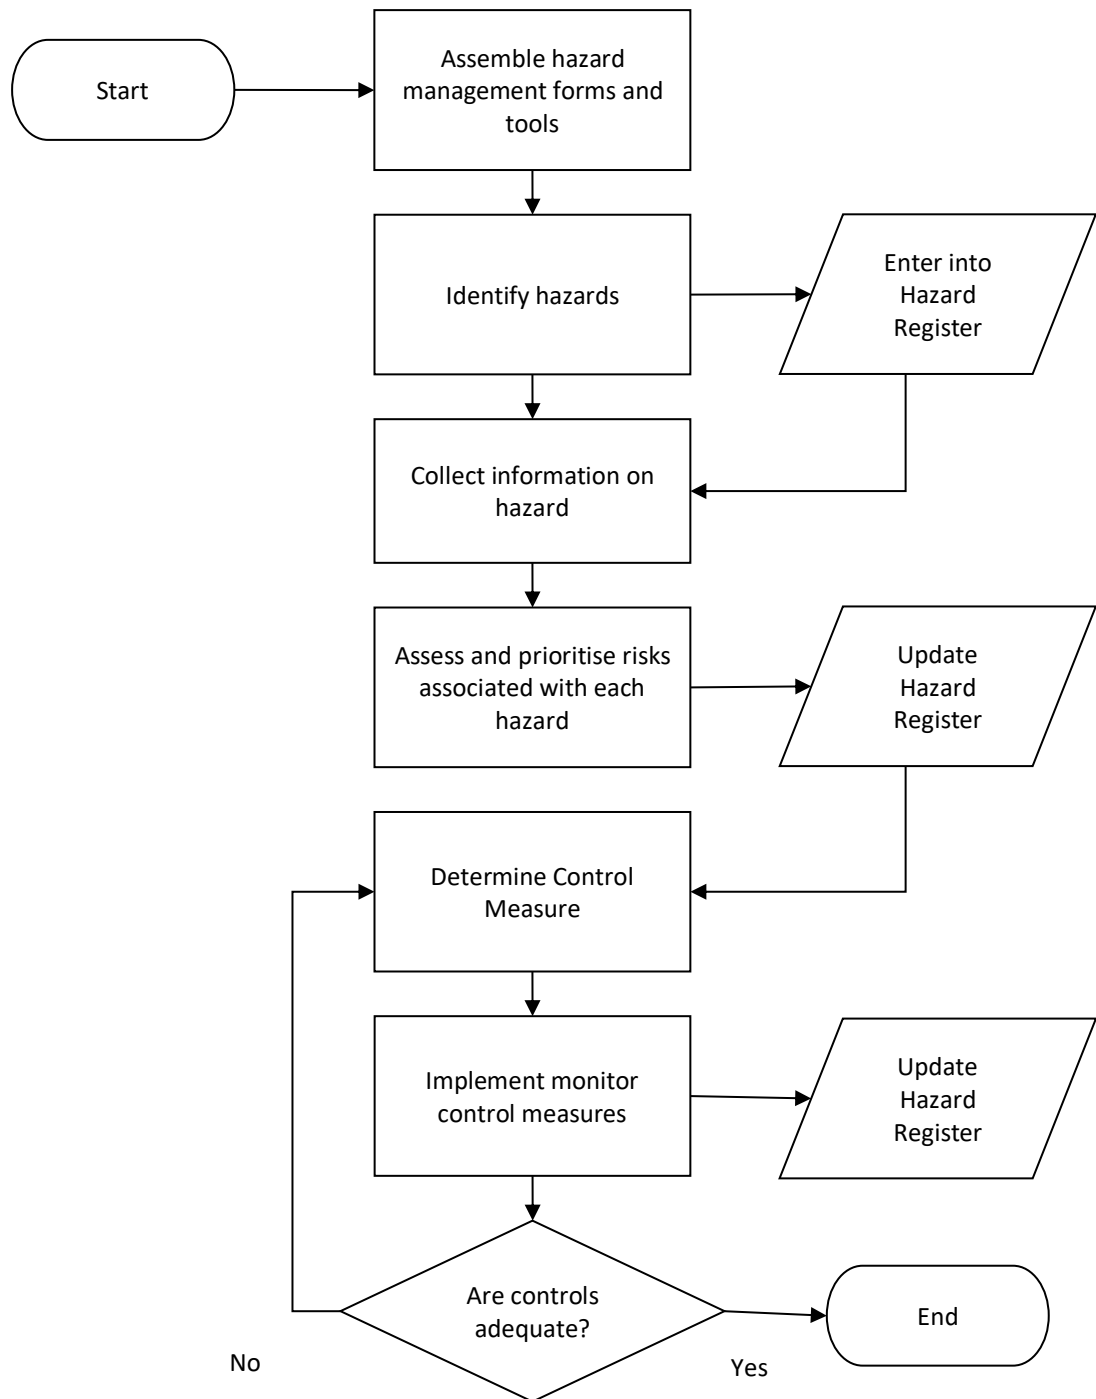 Start
Assemble hazard
management forms and
tools
Identify hazards
Enter into
Hazard
Register
Collect information on
hazard
Assess and prioritise risks
associated with each
hazard
Update
Hazard
Register
Determine Control
Measure
Implement monitor
control measures
Update
Hazard
Register
Are controls
adequate?
End
No
Yes